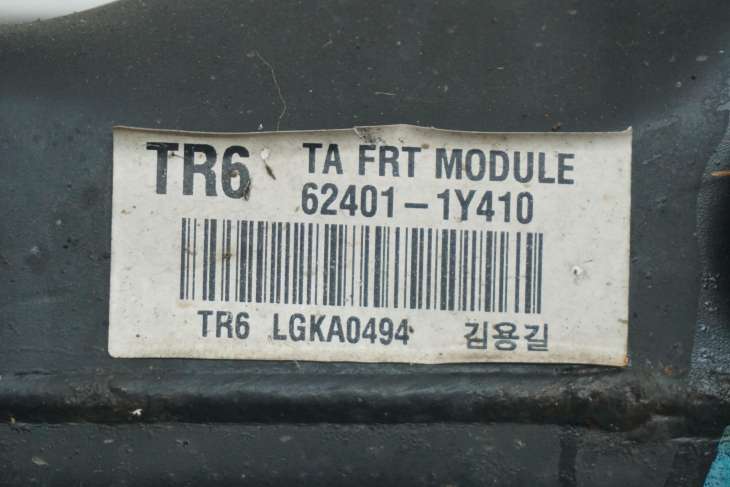 TR6 TA FRT MODULE
62401-1Y410
TR6 LGKA0494 김용길